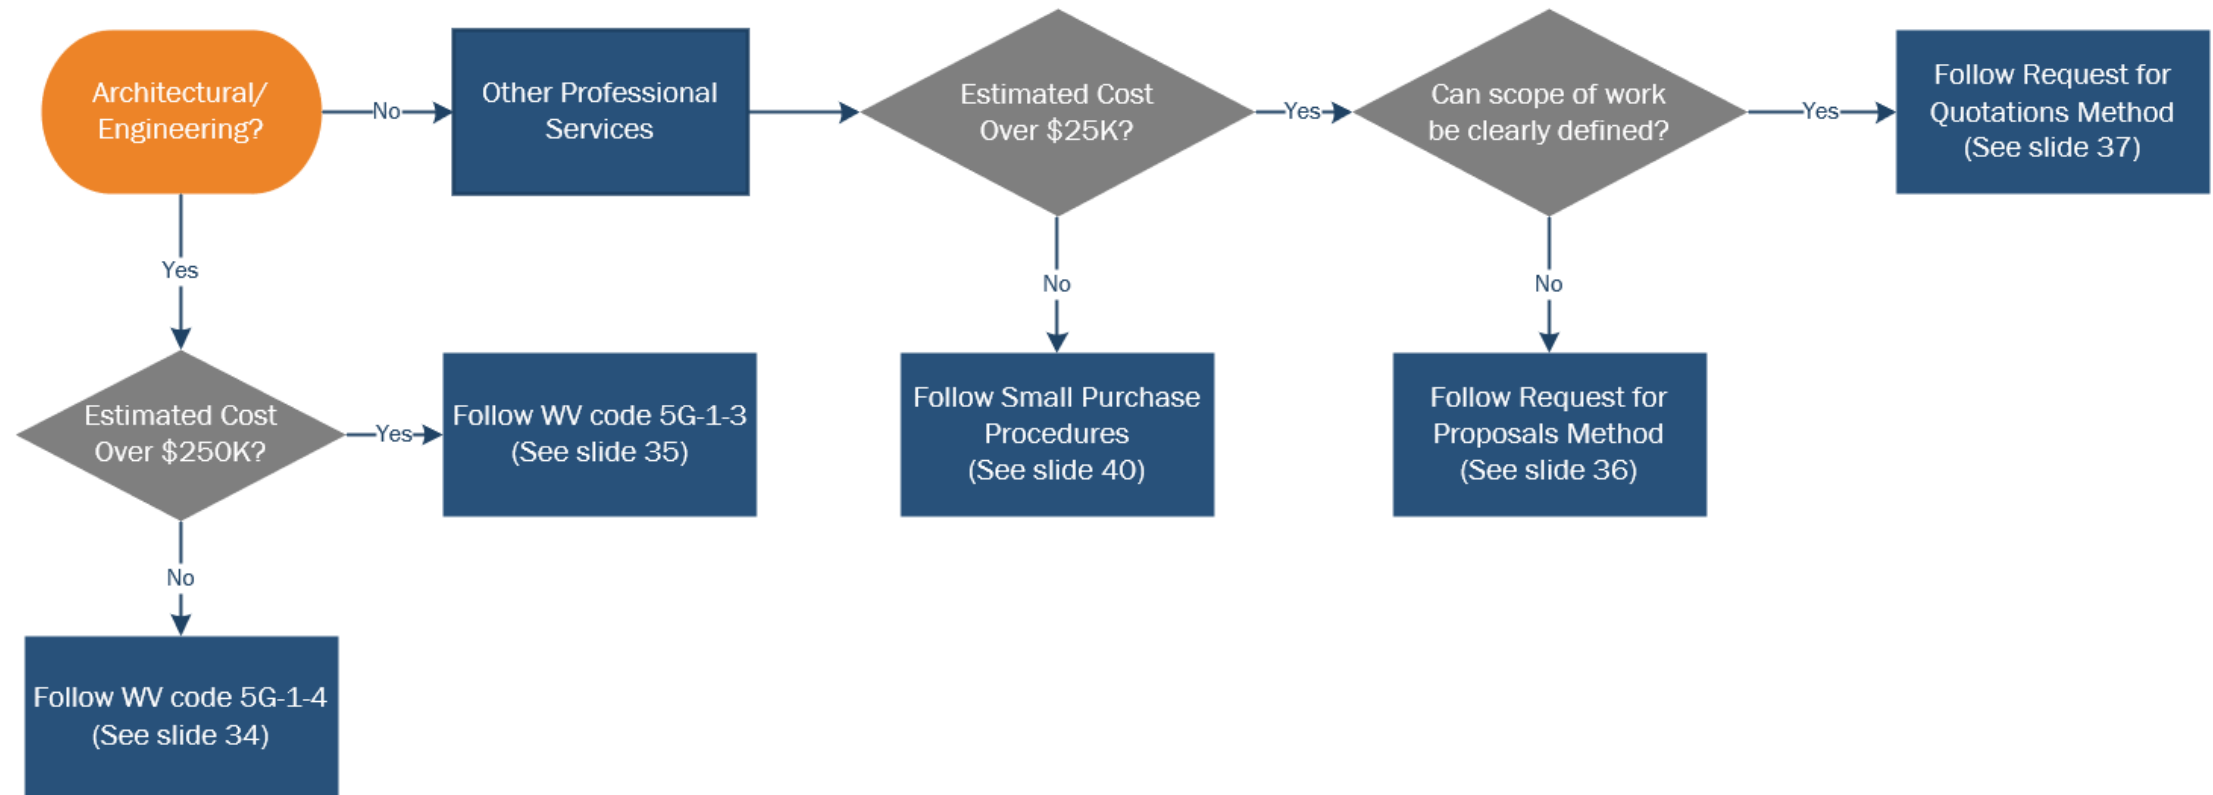 Architectural/
Engineering?
No
Other Professional
Services
Estimated Cost
Over $25K?
Yes
Can scope of work
be clearly defined?
Yes
Follow Request for
Quotations Method
(See slide 37)
Yes
No
No
Estimated Cost
Over $250K?
Yes
Follow WV code 5G-1-3
(See slide 35)
Follow Small Purchase
Procedures
(See slide 40)
Follow Request for
Proposals Method
(See slide 36)
No
Follow WV code 5G-1-4
(See slide 34)